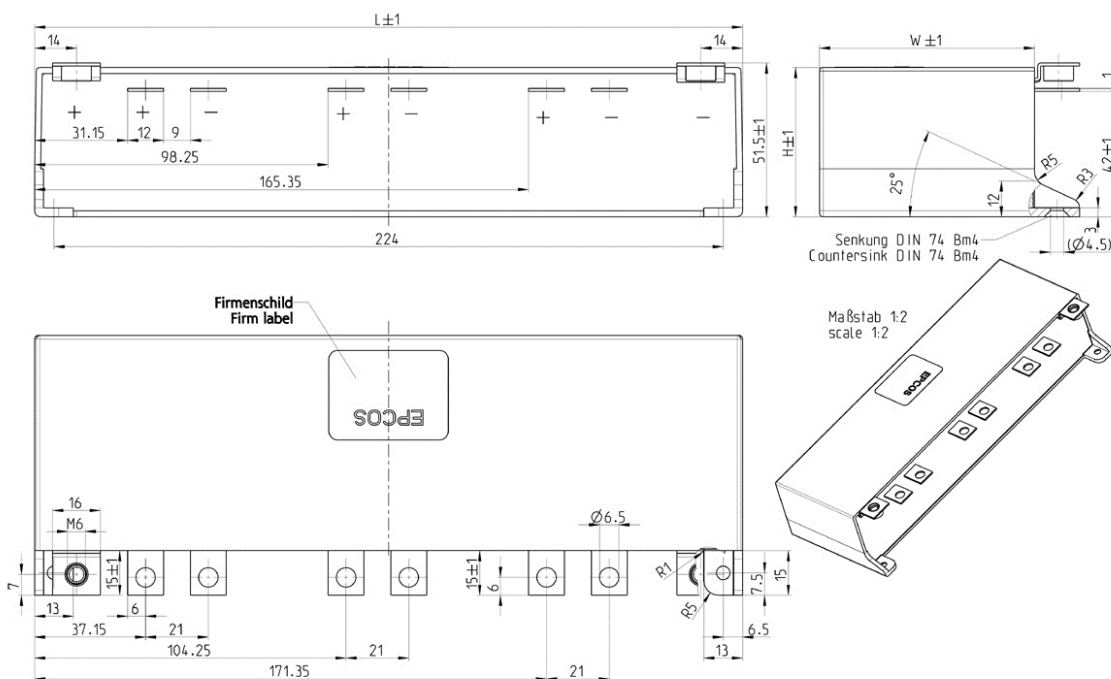 L±1
14
14
+
+
−
+
−
+
−
−
31.15
12
9
98.25
165.35
224
51.5±1
W±1
H±1
1
42±1
25°
R5
R3
12
3
(Ø4.5)
Senkung DIN 74 Bm4
Countersink DIN 74 Bm4
Firmenschild
Firm label
EPCOS
Maßstab 1:2
scale 1:2
EPCOS
16
M6
Ø6.5
7
15±1
15±1
6
R1
R5
7.5
15
13
6
37.15
21
104.25
21
171.35
21
13
6.5